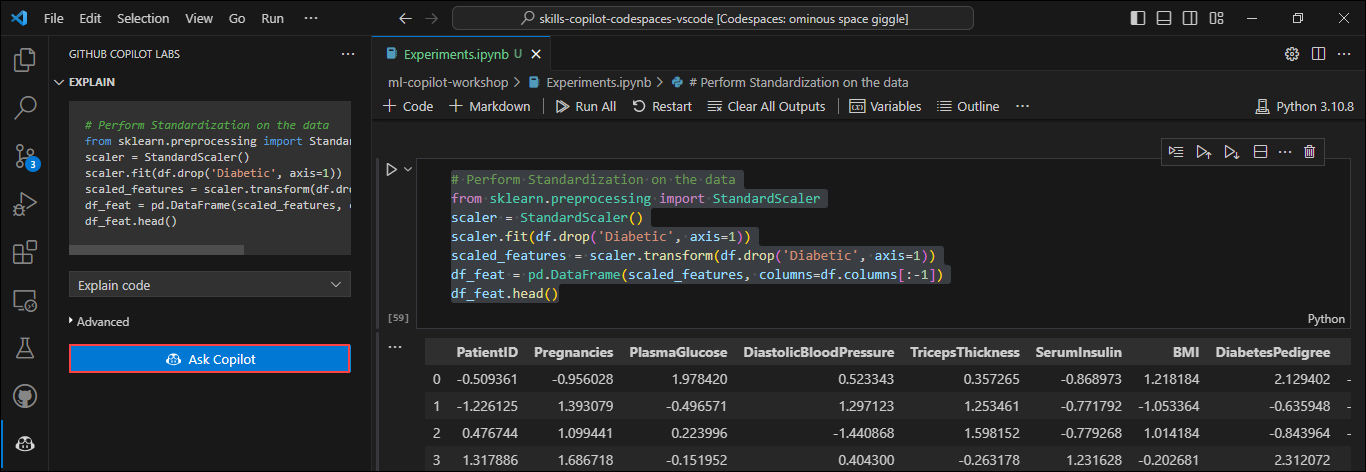 File Edit Selection View Go Run ···
skills-copilot-codespaces-vscode [Codespaces: ominous space giggle]
GITHUB COPILOT LABS ···
EXPLAIN
# Perform Standardization on the data
from sklearn.preprocessing import Standa
scaler = StandardScaler()
scaler.fit(df.drop('Diabetic', axis=1))
scaled_features = scaler.transform(df.dro
df_feat = pd.DataFrame(scaled_features, c
df_feat.head()
Explain code
Advanced
Ask Copilot
3
Experiments.ipynb U
ml-copilot-workshop > Experiments.ipynb > # Perform Standardization on the data
+ Code + Markdown Run All Restart Clear All Outputs Variables Outline ··· Python 3.10.8
# Perform Standardization on the data
from sklearn.preprocessing import StandardScaler
scaler = StandardScaler()
scaler.fit(df.drop('Diabetic', axis=1))
scaled_features = scaler.transform(df.drop('Diabetic', axis=1))
df_feat = pd.DataFrame(scaled_features, columns=df.columns[:-1])
df_feat.head()
[59] Python
PatientID Pregnancies PlasmaGlucose DiastolicBloodPressure TricepsThickness SerumInsulin BMI DiabetesPedigree
0 -0.509361 -0.956028 1.978420 0.523343 0.357265 -0.868973 1.218184 2.129402 -
1 -1.226125 1.393079 -0.496571 1.297123 1.253461 -0.771792 -1.053364 -0.635948 -
2 0.476744 1.099441 0.223996 -1.440868 1.598152 -0.779268 1.014184 -0.843964 -
3 1.317886 1.686718 -0.151952 0.404300 -0.263178 1.231628 -0.202681 2.312072 -